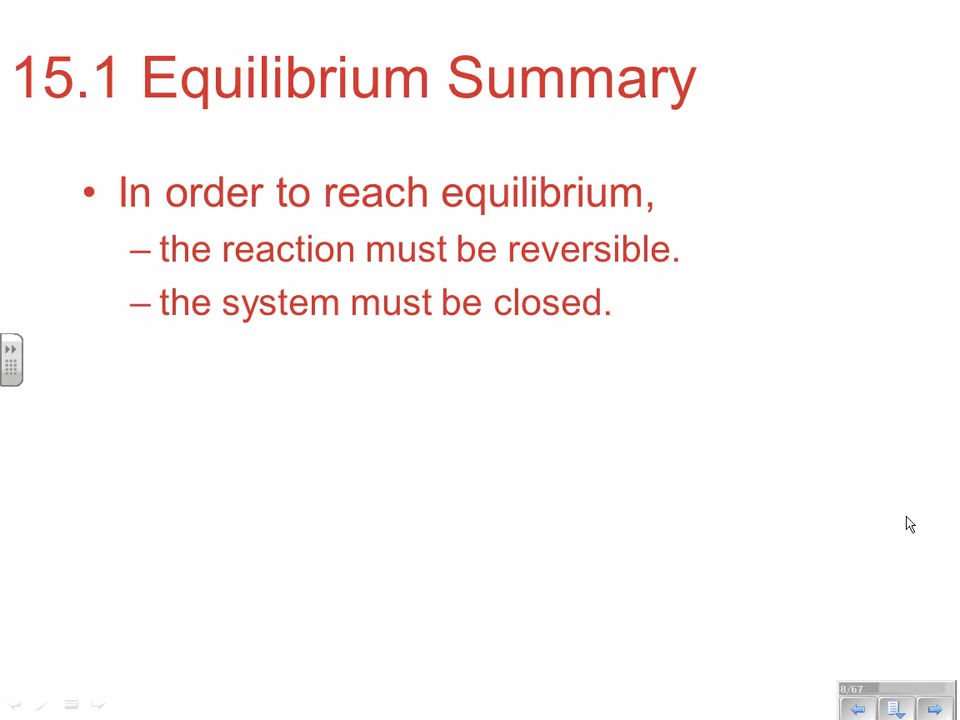 15.1 Equilibrium Summary
• In order to reach equilibrium,
– the reaction must be reversible.
– the system must be closed.
8/67